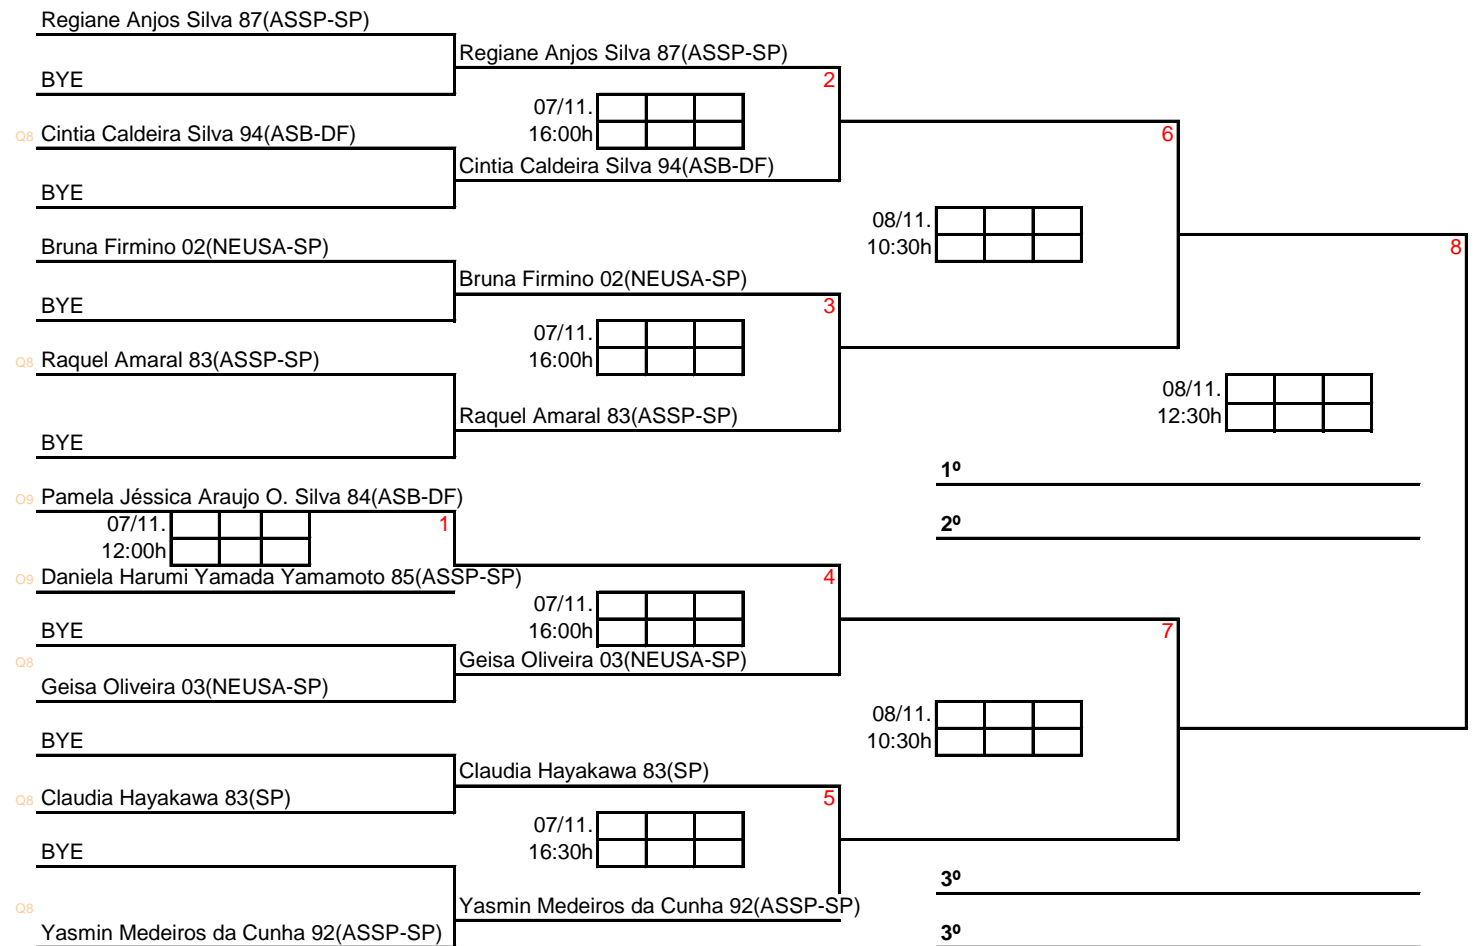 Regiane Anjos Silva 87(ASSP-SP)
Regiane Anjos Silva 87(ASSP-SP)
BYE
2
07/11.
16:00h
Q8 Cintia Caldeira Silva 94(ASB-DF)
6
Cintia Caldeira Silva 94(ASB-DF)
BYE
08/11.
10:30h
Bruna Firmino 02(NEUSA-SP)
8
Bruna Firmino 02(NEUSA-SP)
BYE
3
07/11.
16:00h
Q8 Raquel Amaral 83(ASSP-SP)
08/11.
12:30h
Raquel Amaral 83(ASSP-SP)
BYE
1º
O9 Pamela Jéssica Araujo O. Silva 84(ASB-DF)
07/11.
12:00h
1
2º
O9 Daniela Harumi Yamada Yamamoto 85(ASSP-SP)
4
07/11.
16:00h
BYE
7
Q8
Geisa Oliveira 03(NEUSA-SP)
Geisa Oliveira 03(NEUSA-SP)
08/11.
10:30h
BYE
Claudia Hayakawa 83(SP)
Q8 Claudia Hayakawa 83(SP)
5
07/11.
16:30h
BYE
3º
Q8
Yasmin Medeiros da Cunha 92(ASSP-SP)
Yasmin Medeiros da Cunha 92(ASSP-SP)
3º